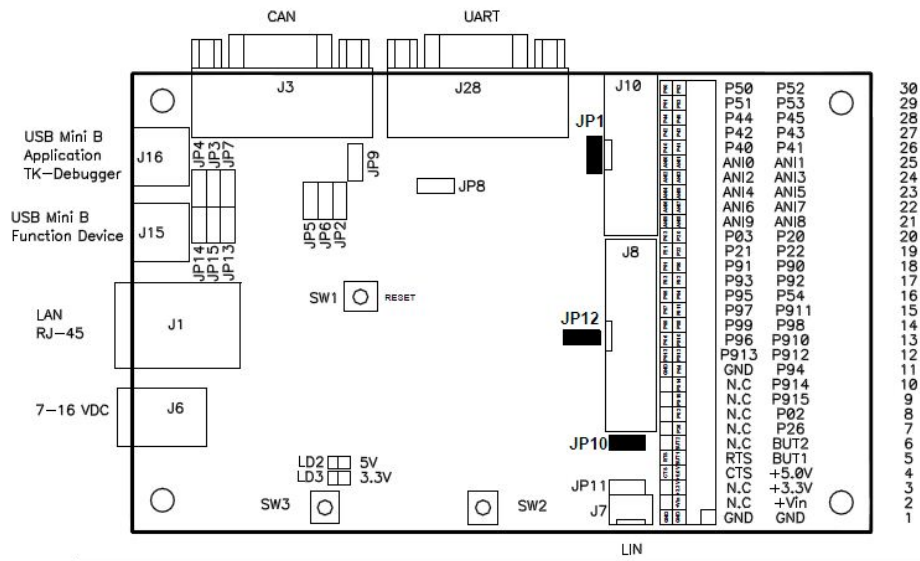 CAN UART
J3 J28 J10
P50 P52 30
P51 P53 29
P44 P45 28
JP1
P42 P43 27
USB Mini B
Application
TK-Debugger
J16
JP4 JP3 JP7
JP9
P40 P41 26
ANI0 ANI1 25
ANI2 ANI3 24
JP8
ANI4 ANI5 23
ANI6 ANI7 22
USB Mini B
Function Device
J15
ANI9 ANI8 21
JP14 JP15 JP13
JP5 JP6 JP2
P03 P20 20
J8
P21 P22 19
P91 P90 18
P93 P92 17
SW1 RESET
P95 P54 16
LAN
RJ-45
J1
JP12
P97 P911 15
P99 P98 14
P96 P910 13
P913 P912 12
GND P94 11
N.C P914 10
N.C P915 9
7-16 VDC J6
N.C P02 8
N.C P26 7
JP10
N.C BUT2 6
RTS BUT1 5
LD2 5V
LD3 3.3V
CTS +5.0V 4
JP11
N.C +3.3V 3
SW3 SW2 J7
N.C +Vin 2
GND GND 1
LIN